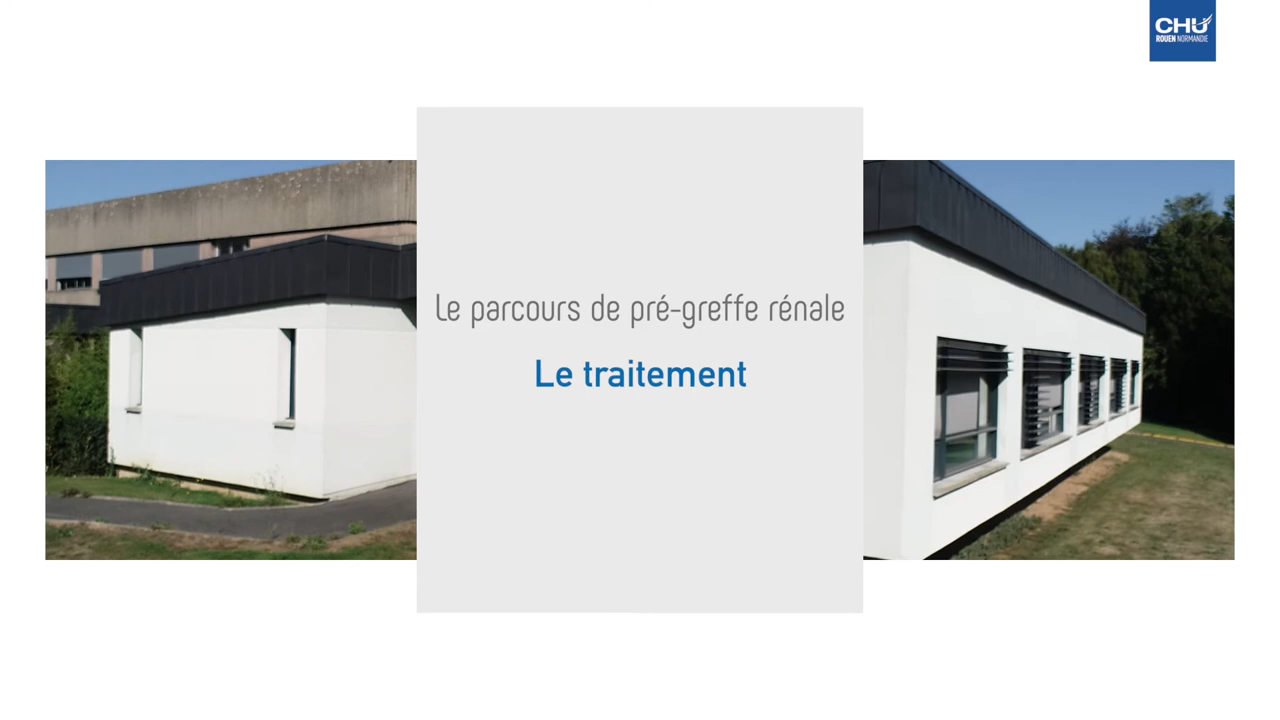 CHU
ROUEN NORMANDIE
Le parcours de pré-greffe rénale
Le traitement